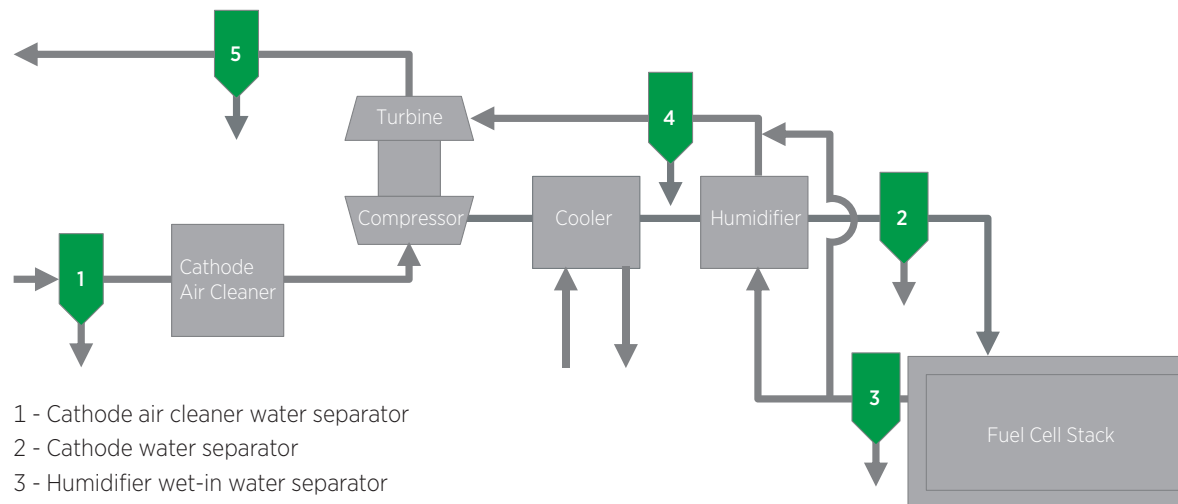 5
Turbine
4
Compressor
Cooler
Humidifier
2
1
Cathode
Air Cleaner
3
Fuel Cell Stack
1 - Cathode air cleaner water separator
2 - Cathode water separator
3 - Humidifier wet-in water separator